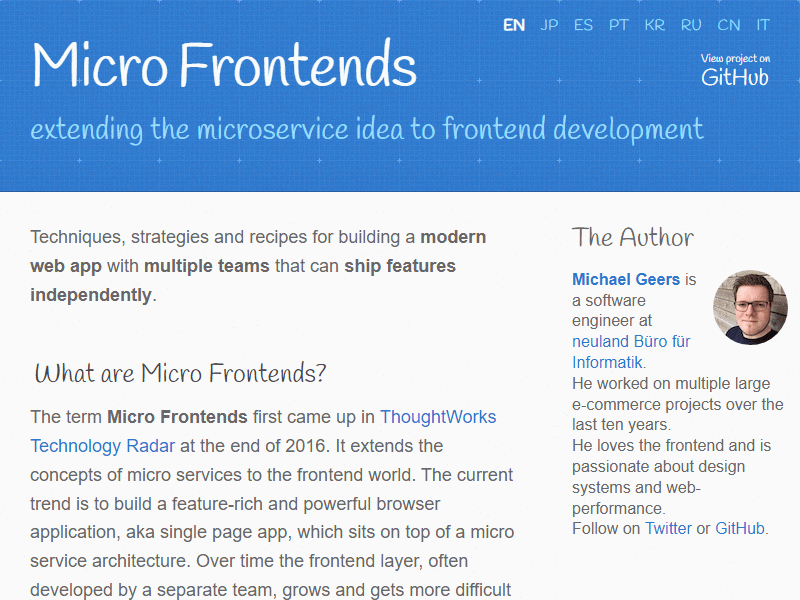 EN JP ES PT KR RU CN IT
Micro Frontends
View project on
GitHub
extending the microservice idea to frontend development
Techniques, strategies and recipes for building a modern
web app with multiple teams that can ship features
independently.
What are Micro Frontends?
The term Micro Frontends first came up in ThoughtWorks
Technology Radar at the end of 2016. It extends the
concepts of micro services to the frontend world. The current
trend is to build a feature-rich and powerful browser
application, aka single page app, which sits on top of a micro
service architecture. Over time the frontend layer, often
developed by a separate team, grows and gets more difficult
The Author
Michael Geers is
a software
engineer at
neuland Büro für
Informatik.
He worked on multiple large
e-commerce projects over the
last ten years.
He loves the frontend and is
passionate about design
systems and web-
performance.
Follow on Twitter or GitHub.